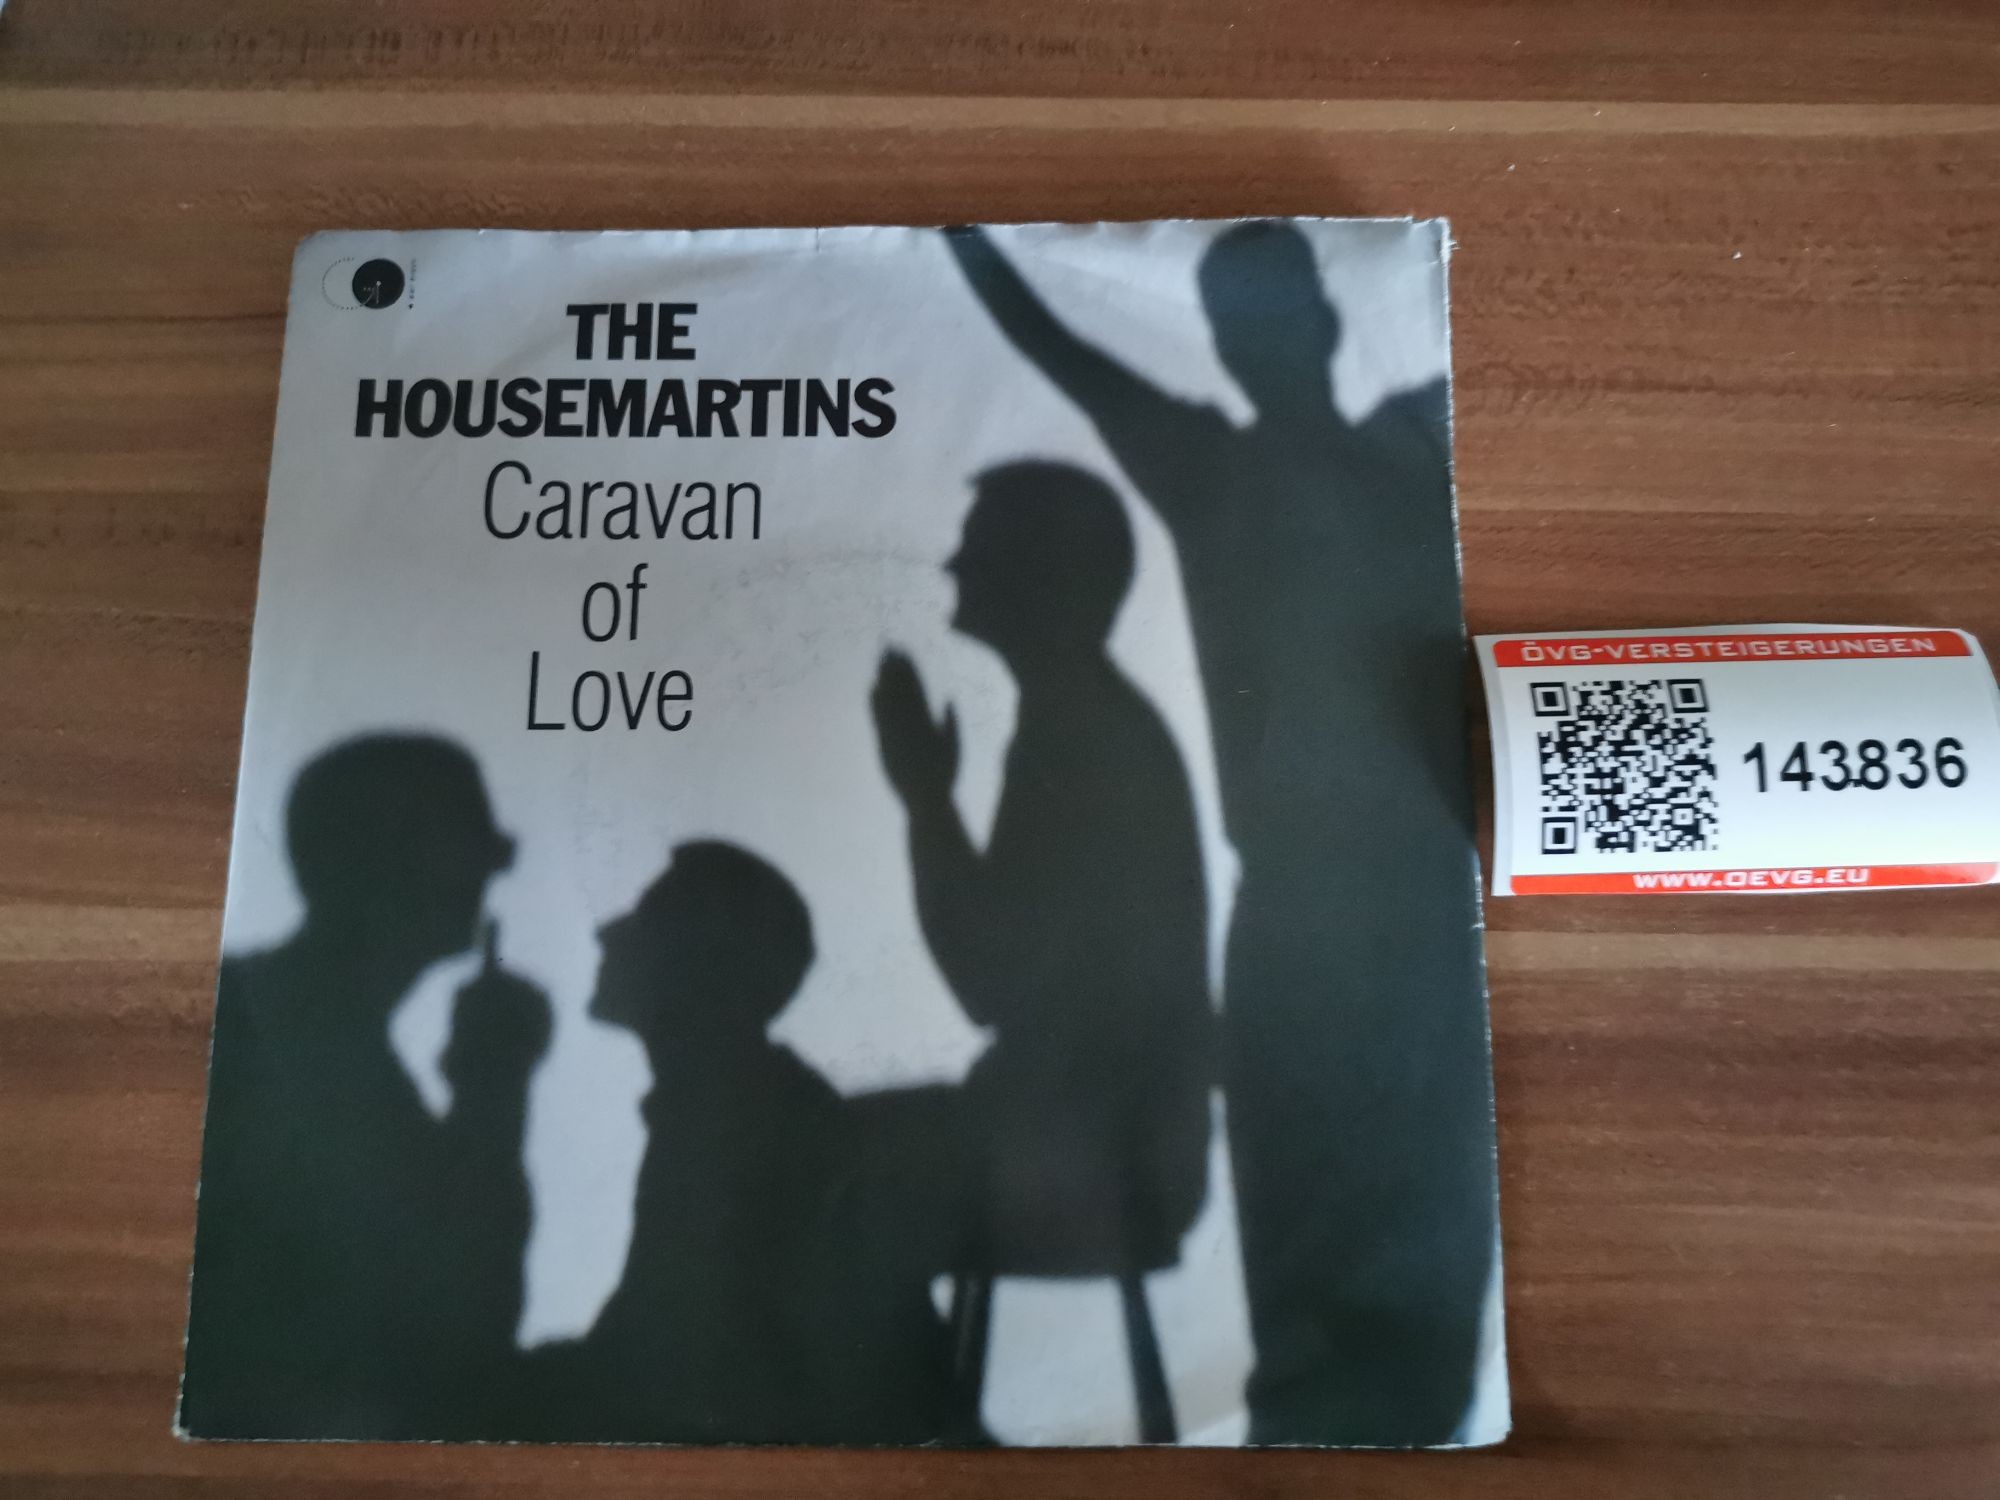 THE
HOUSEMARTINS
Caravan
of
Love
ÖVG-VERSTEIGERUNGEN
143836
WWW.OEVG.EU